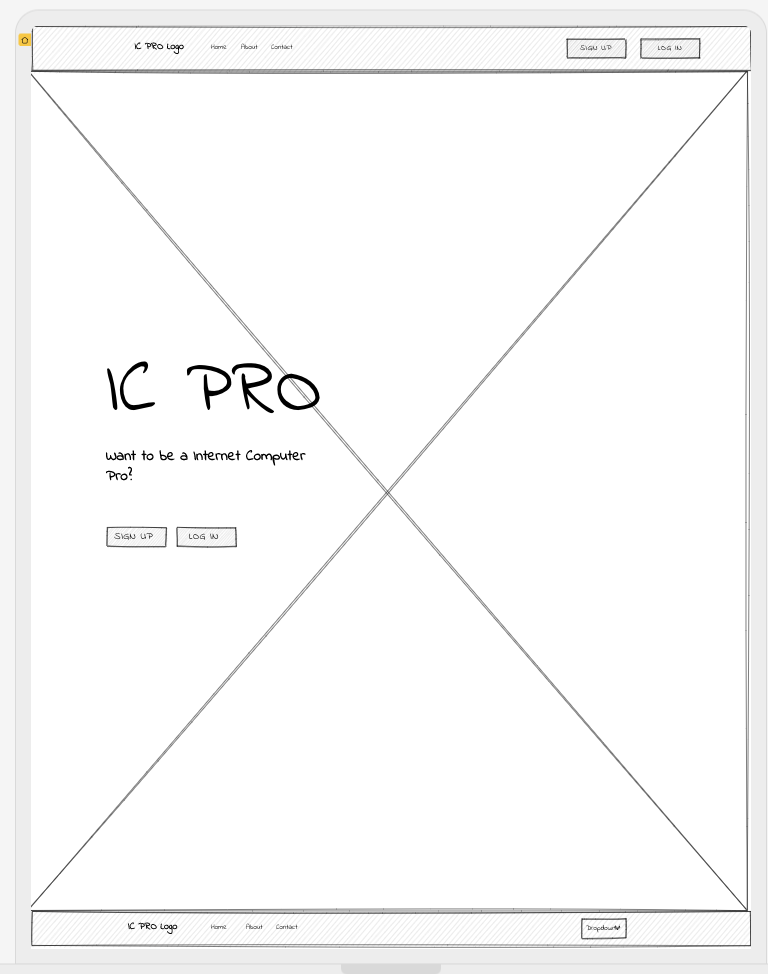 IC PRO Logo Home About Contact SIGN UP LOG IN
IC PRO
Want to be a Internet Computer
Pro?
SIGN UP LOG IN
IC PRO Logo Home About Contact Dropdown